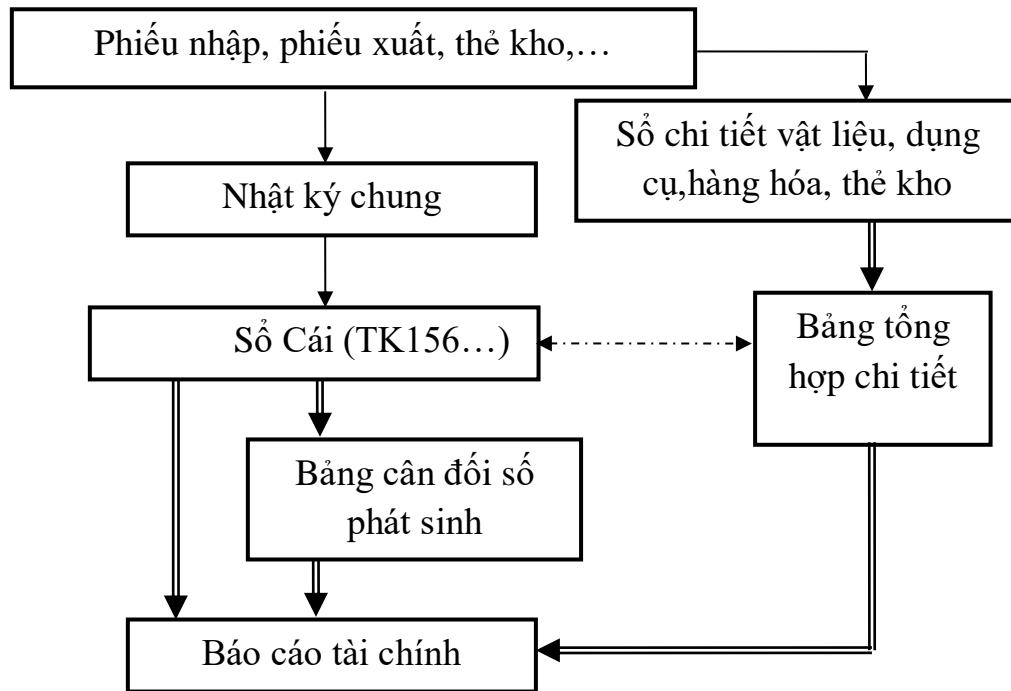 Phiếu nhập, phiếu xuất, thẻ kho,…
Sổ chi tiết vật liệu, dụng
cụ,hàng hóa, thẻ kho
Nhật ký chung
Sổ Cái (TK156…)
Bảng tổng
hợp chi tiết
Bảng cân đối số
phát sinh
Báo cáo tài chính